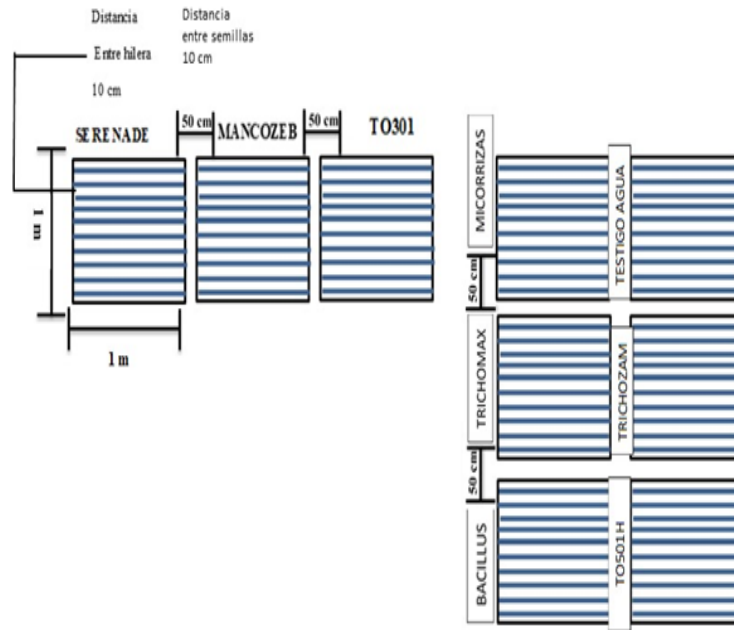 Distancia
Entre hilera
10 cm
Distancia
entre semillas
10 cm
50 cm
50 cm
SERENADE
MANCOZEB
TO301
1 m
1 m
MICORRIZAS
TESTIGO AGUA
50 cm
TRICHOMAX
TRICHOZAM
50 cm
BACILLUS
TO501H